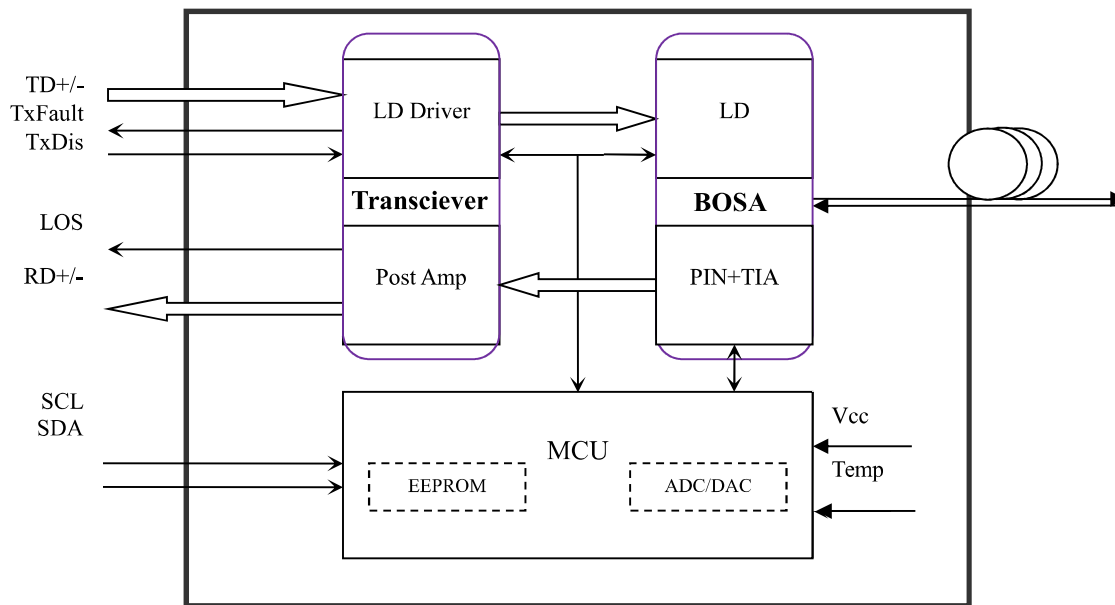 TD+/-
TxFault
TxDis
LOS
RD+/-
SCL
SDA
LD Driver
Transciever
Post Amp
LD
BOSA
PIN+TIA
MCU
EEPROM
ADC/DAC
Vcc
Temp